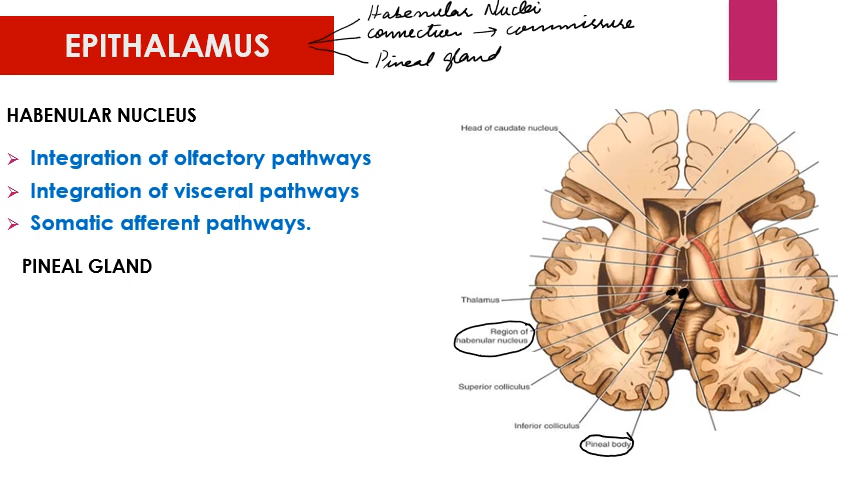 Habenular Nuclei
connection → commissure
Pineal gland
EPITHALAMUS
HABENULAR NUCLEUS
Integration of olfactory pathways
Integration of visceral pathways
Somatic afferent pathways.
PINEAL GLAND
Head of caudate nucleus
Thalamus
Region of
habenular nucleus
Superior colliculus
Inferior colliculus
Pineal body